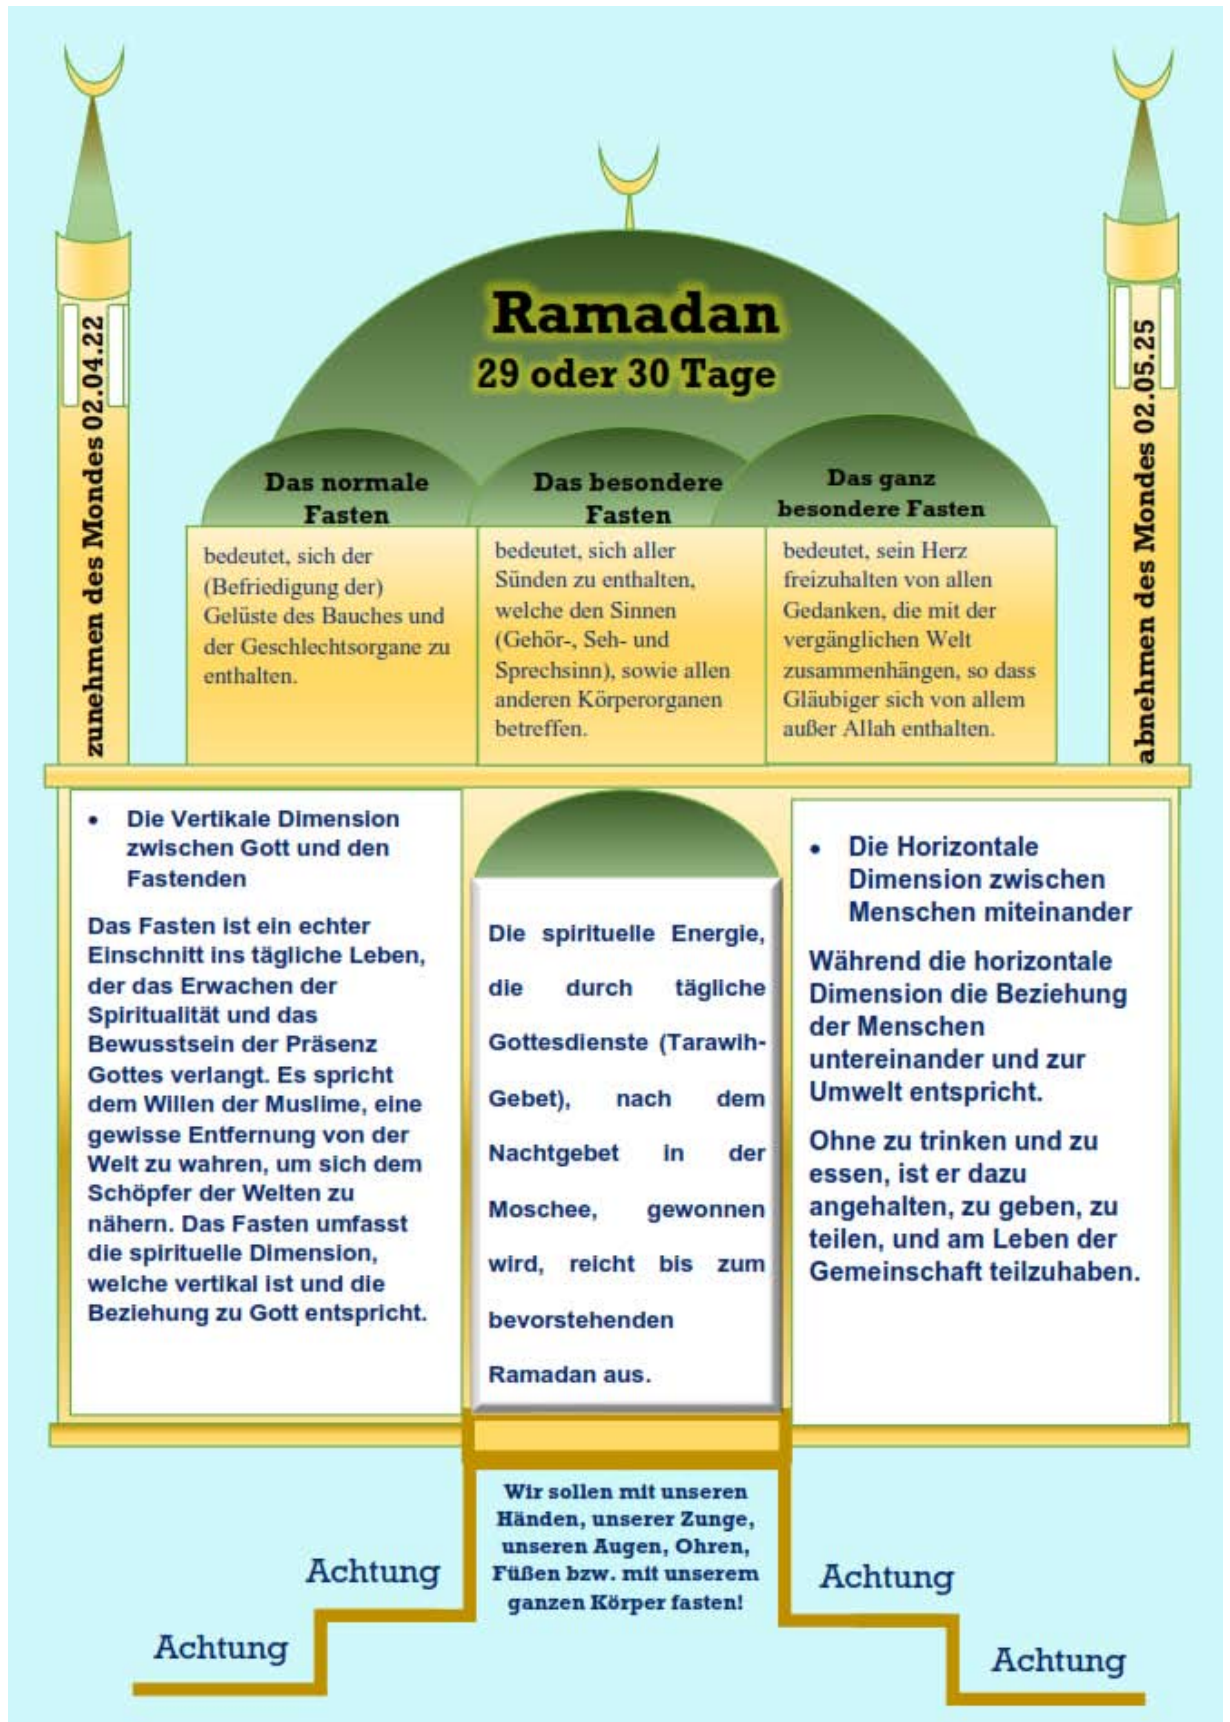 Ramadan
29 oder 30 Tage
zunehmen des Mondes 02.04.22
abnehmen des Mondes 02.05.25
Das normale
Fasten
bedeutet, sich der
(Befriedigung der)
Gelüste des Bauches und
der Geschlechtsorgane zu
enthalten.
Das besondere
Fasten
bedeutet, sich aller
Sünden zu enthalten,
welche den Sinnen
(Gehör-, Seh- und
Sprechsinn), sowie allen
anderen Körperorganen
betreffen.
Das ganz
besondere Fasten
bedeutet, sein Herz
freizuhalten von allen
Gedanken, die mit der
vergänglichen Welt
zusammenhängen, so dass
Gläubiger sich von allem
außer Allah enthalten.
• Die Vertikale Dimension
zwischen Gott und den
Fastenden
Das Fasten ist ein echter
Einschnitt ins tägliche Leben,
der das Erwachen der
Spiritualität und das
Bewusstsein der Präsenz
Gottes verlangt. Es spricht
dem Willen der Muslime, eine
gewisse Entfernung von der
Welt zu wahren, um sich dem
Schöpfer der Welten zu
nähern. Das Fasten umfasst
die spirituelle Dimension,
welche vertikal ist und die
Beziehung zu Gott entspricht.
Die spirituelle Energie,
die durch tägliche
Gottesdienste (Tarawih-
Gebet), nach dem
Nachtgebet in der
Moschee, gewonnen
wird, reicht bis zum
bevorstehenden
Ramadan aus.
• Die Horizontale
Dimension zwischen
Menschen miteinander
Während die horizontale
Dimension die Beziehung
der Menschen
untereinander und zur
Umwelt entspricht.
Ohne zu trinken und zu
essen, ist er dazu
angehalten, zu geben, zu
teilen, und am Leben der
Gemeinschaft teilzuhaben.
Wir sollen mit unseren
Händen, unserer Zunge,
unseren Augen, Ohren,
Füßen bzw. mit unserem
ganzen Körper fasten!
Achtung
Achtung
Achtung
Achtung